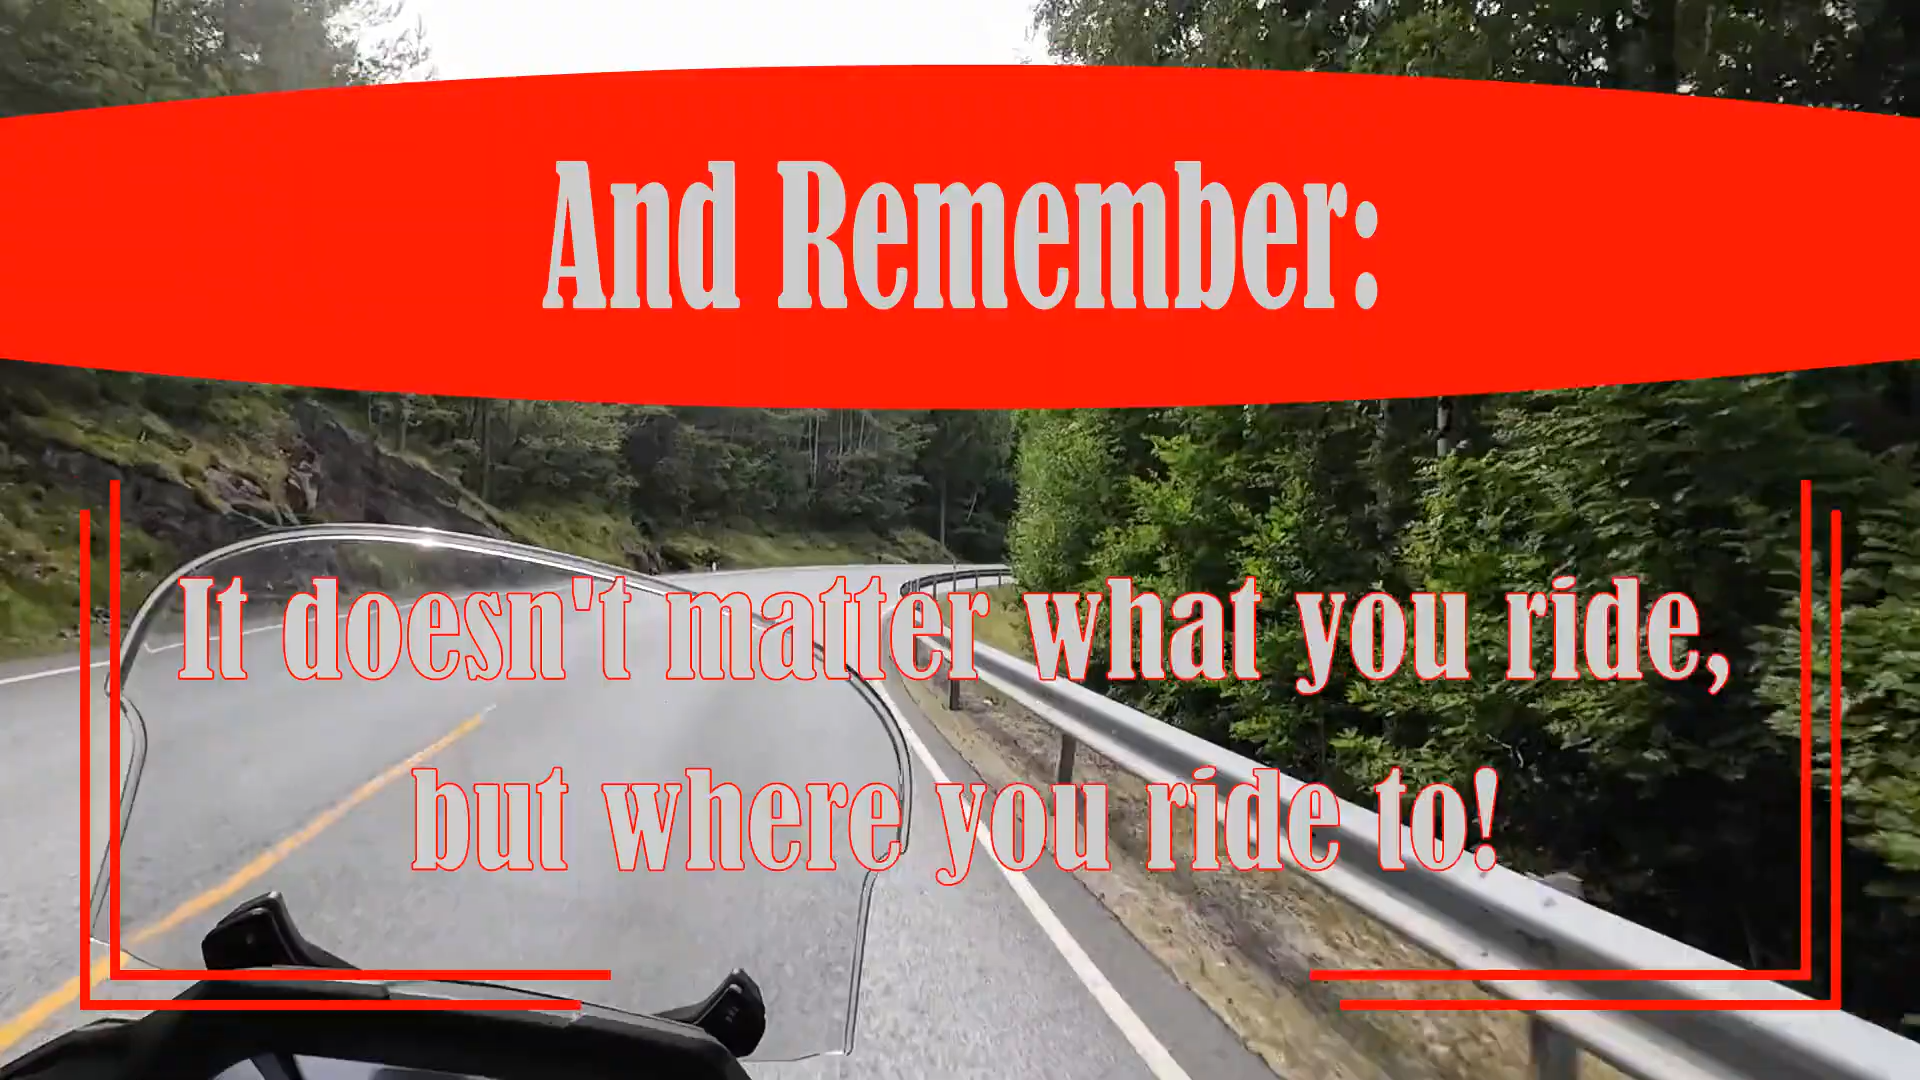 And Remember:
It doesn't matter what you ride,
but where you ride to!